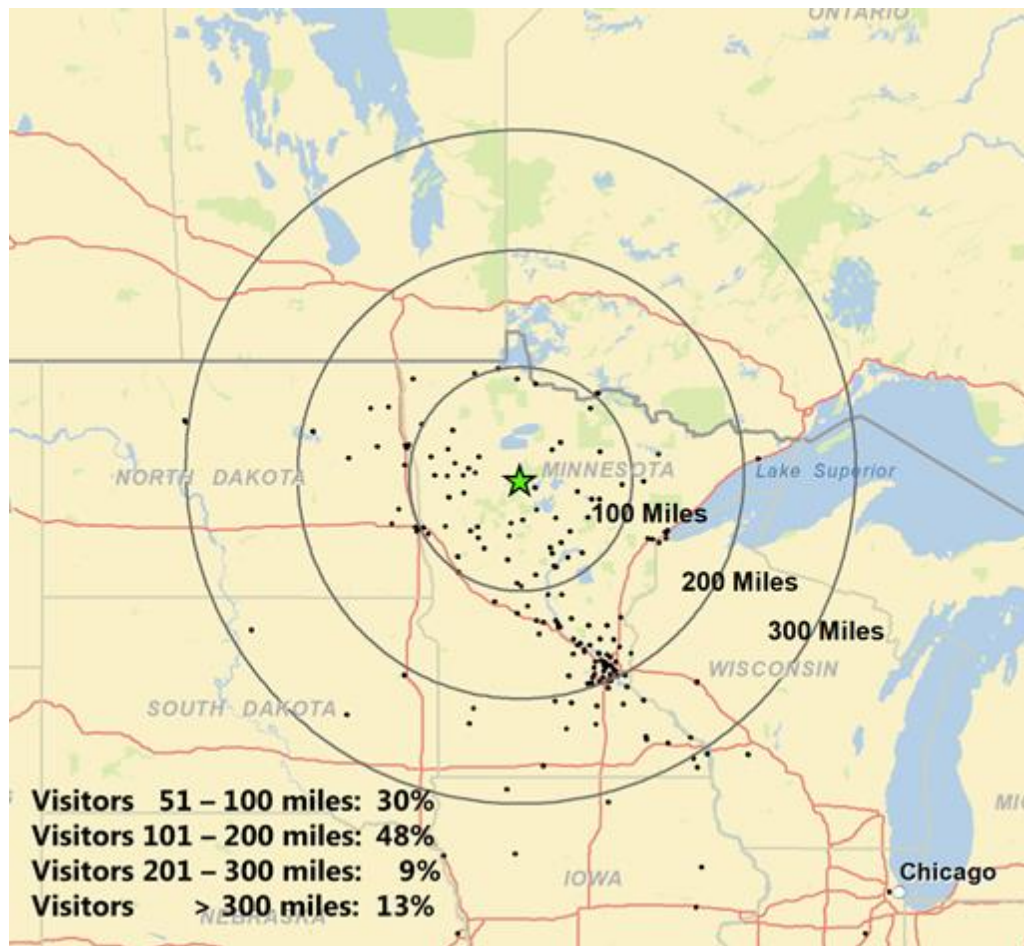 ONTARIO
NORTH DAKOTA
MINNESOTA
Lake Superior
100 Miles
200 Miles
300 Miles
WISCONSIN
SOUTH DAKOTA
Visitors 51 – 100 miles: 30%
Visitors 101 – 200 miles: 48%
Visitors 201 – 300 miles: 9%
Visitors > 300 miles: 13%
NEBRASKA
IOWA
Chicago